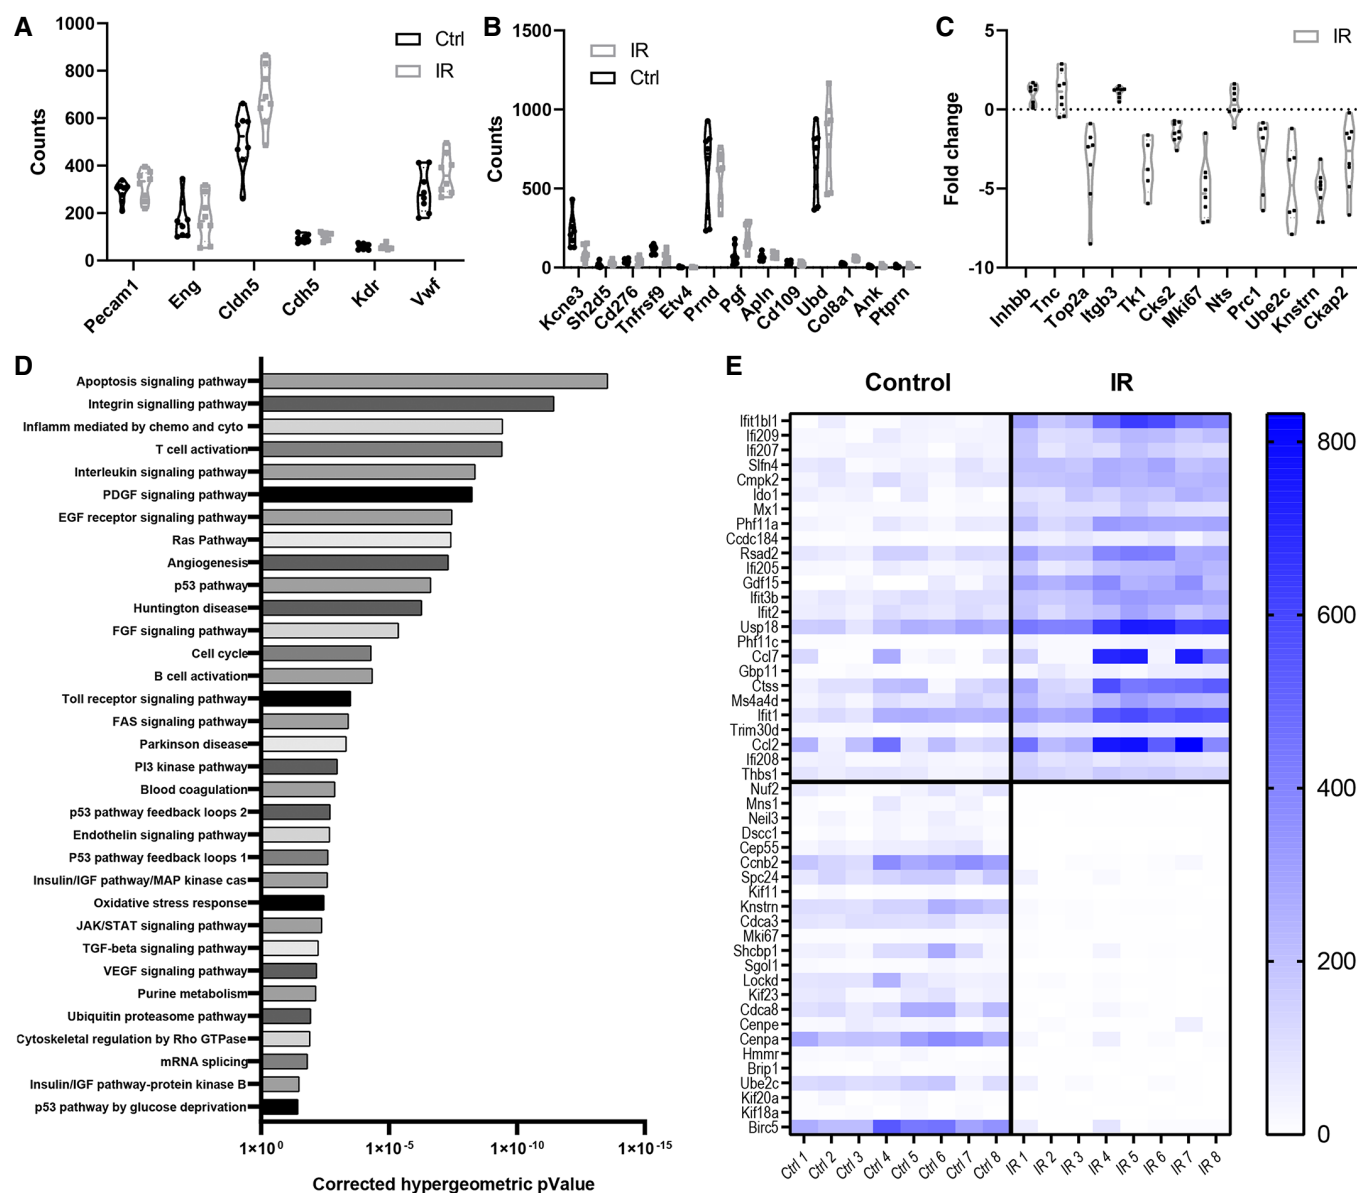 A
1000
800
600
400
200
0
Counts
Ctrl
IR
Pecam1
Eng
Cldn5
Cdh5
Kdr
Vwf
B
1500
1000
500
0
Counts
IR
Ctrl
Kcne3
Sh2d5
Cd276
Tnfrsf9
Etv4
Prnd
Pgf
Apln
Cd109
Ubd
Col8a1
Ank
Ptprn
C
5
0
-5
-10
Fold change
IR
Inhbb
Tnc
Top2a
Itgb3
Tk1
Cks2
Mki67
Nts
Prc1
Ube2c
Knstrn
Ckap2
D
Apoptosis signaling pathway
Integrin signalling pathway
Inflamm mediated by chemo and cyto
T cell activation
Interleukin signaling pathway
PDGF signaling pathway
EGF receptor signaling pathway
Ras Pathway
Angiogenesis
p53 pathway
Huntington disease
FGF signaling pathway
Cell cycle
B cell activation
Toll receptor signaling pathway
FAS signaling pathway
Parkinson disease
PI3 kinase pathway
Blood coagulation
p53 pathway feedback loops 2
Endothelin signaling pathway
P53 pathway feedback loops 1
Insulin/IGF pathway/MAP kinase cas
Oxidative stress response
JAK/STAT signaling pathway
TGF-beta signaling pathway
VEGF signaling pathway
Purine metabolism
Ubiquitin proteasome pathway
Cytoskeletal regulation by Rho GTPase
mRNA splicing
Insulin/IGF pathway-protein kinase B
p53 pathway by glucose deprivation
1×10 0
1×10 -5
1×10 -10
1×10 -15
Corrected hypergeometric pValue
E
Control
IR
Ifit1bl1
Ifi209
Ifi207
Slfn4
Cmpk2
Ido1
Mx1
Phf11a
Ccdc184
Rsad2
Ifi205
Gdf15
Ifit3b
Ifit2
Usp18
Phf11c
Ccl7
Gbp11
Ctss
Ms4a4d
Ifit1
Trim30d
Ccl2
Ifi208
Thbs1
Nuf2
Mns1
Neil3
Dscc1
Cep55
Ccnb2
Spc24
Kif11
Knstrn
Cdca3
Mki67
Shcbp1
Sgol1
Lockd
Kif23
Cdca8
Cenpe
Cenpa
Hmmr
Brip1
Ube2c
Kif20a
Kif18a
Birc5
Ctrl 1
Ctrl 2
Ctrl 3
Ctrl 4
Ctrl 5
Ctrl 6
Ctrl 7
Ctrl 8
IR 1
IR 2
IR 3
IR 4
IR 5
IR 6
IR 7
IR 8
800
600
400
200
0